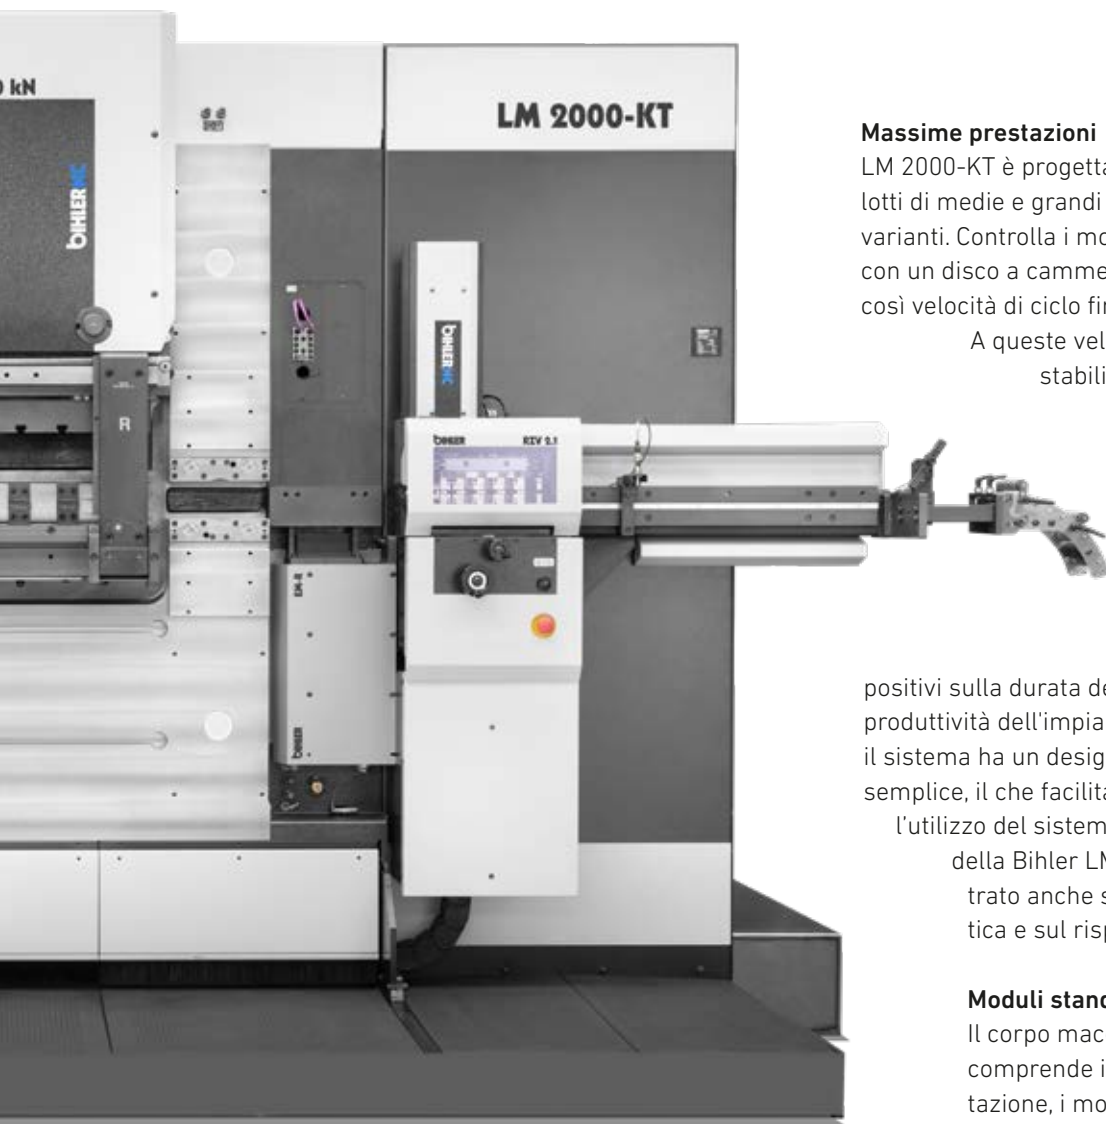 0 kN
LM 2000-KT
BIHLER NC
BIHLER NC
R
BIHLER
RZV 2.1
EM-R
BIHLER
Massime prestazioni
LM 2000-KT è progetta
lotti di medie e grandi
varianti. Controlla i mo
con un disco a camme
così velocità di ciclo fin
A queste vel
stabili
positivi sulla durata de
produttività dell'impia
il sistema ha un desig
semplice, il che facilita
l’utilizzo del sistem
della Bihler LM
trato anche s
tica e sul risp
Moduli stand
Il corpo mac
comprende i
tazione, i mo